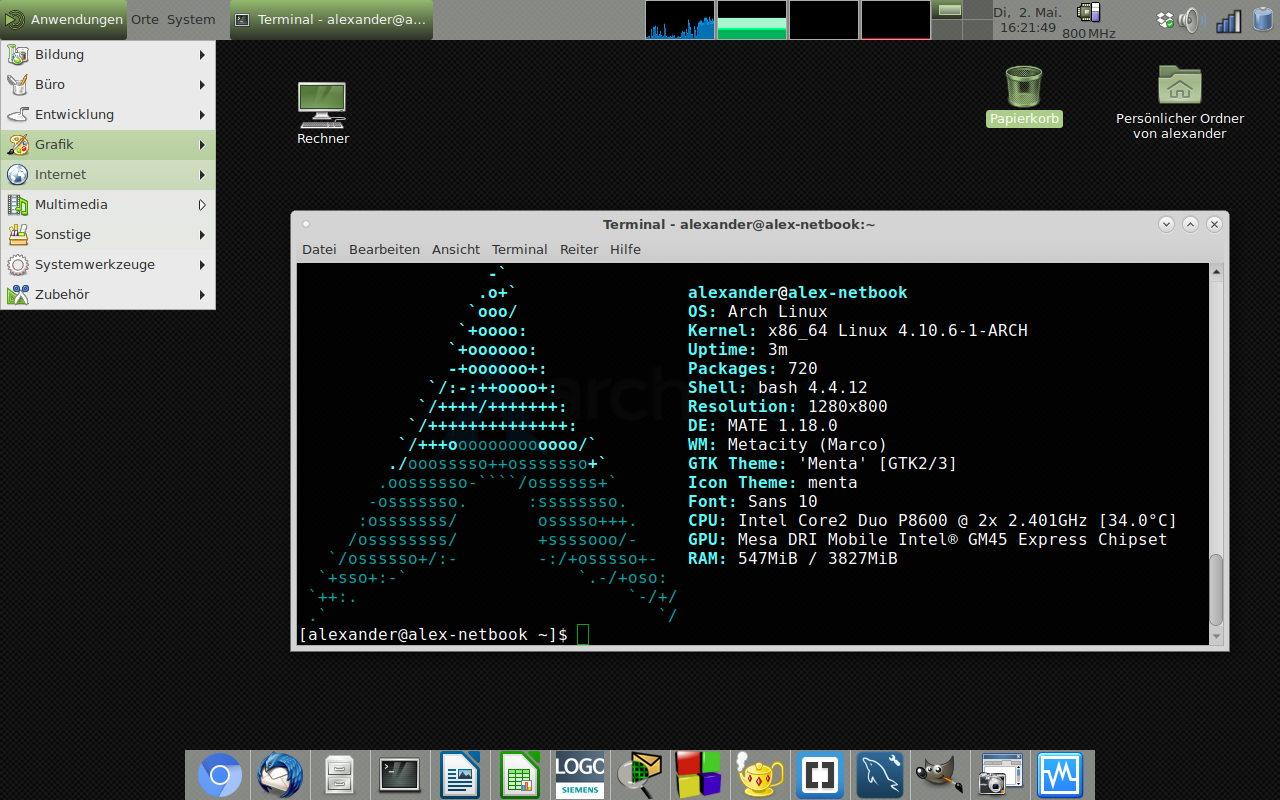 Anwendungen Orte System Terminal - alexander@a...
Di, 2. Mai.
16:21:49
800 MHz
Bildung
Büro
Entwicklung
Grafik
Internet
Multimedia
Sonstige
Systemwerkzeuge
Zubehör
Rechner
Papierkorb
Persönlicher Ordner
von alexander
Terminal - alexander@alex-netbook:~
Datei Bearbeiten Ansicht Terminal Reiter Hilfe
-`
.o+` alexander@alex-netbook
`ooo/ OS: Arch Linux
`+oooo: Kernel: x86_64 Linux 4.10.6-1-ARCH
`+oooooo: Uptime: 3m
-+oooooo+: Packages: 720
`/:-:++oooo+: Shell: bash 4.4.12
`/++++/+++++++: Resolution: 1280x800
`/++++++++++++++: DE: MATE 1.18.0
`/+++ooooooooooooo/` WM: Metacity (Marco)
./ooosssso++osssssso+` GTK Theme: 'Menta' [GTK2/3]
.oossssso-````/ossssss+` Icon Theme: menta
-osssssso. :ssssssso. Font: Sans 10
:osssssss/ osssso+++. CPU: Intel Core2 Duo P8600 @ 2x 2.401GHz [34.0°C]
/ossssssss/ +ssssooo/- GPU: Mesa DRI Mobile Intel® GM45 Express Chipset
`/ossssso+/:- -:/+osssso+- RAM: 547MiB / 3827MiB
`+sso+:-` `.-/+oso:
`++:. `-/+/
.` `/
[alexander@alex-netbook ~]$
LOGO
SIEMENS